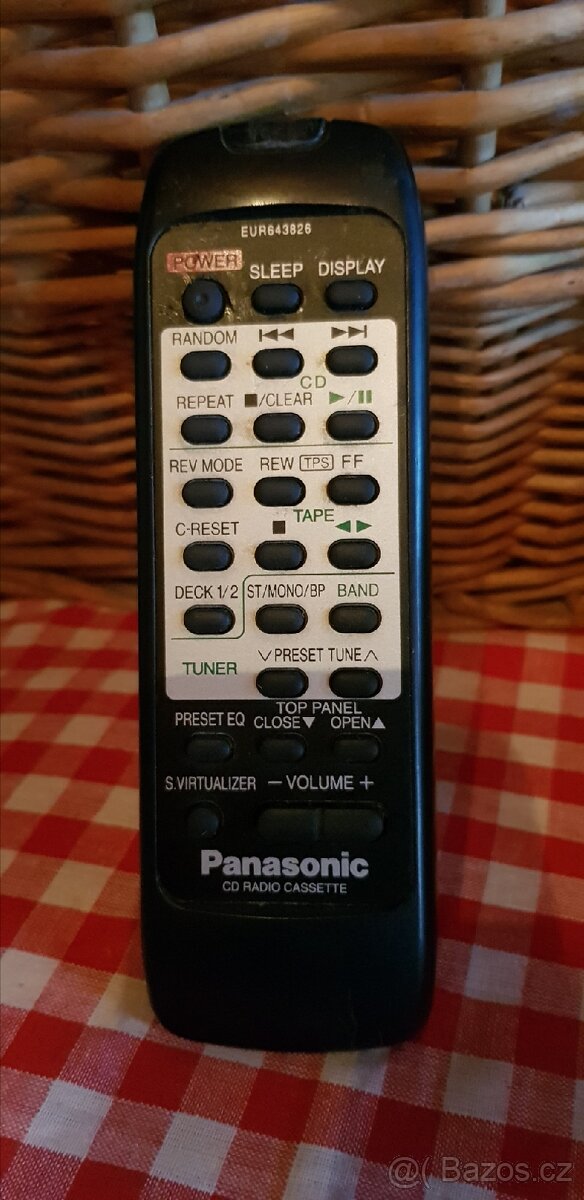 EUR643826
POWER SLEEP DISPLAY
RANDOM
CD
REPEAT ■/CLEAR ▶/❚❚
REV MODE REW TPS FF
C-RESET ■ TAPE ◀ ▶
DECK 1/2 ST/MONO/BP BAND
TUNER ∨PRESET TUNE∧
TOP PANEL
PRESET EQ CLOSE▼ OPEN▲
S.VIRTUALIZER − VOLUME +
Panasonic
CD RADIO CASSETTE
@( Bazos.cz